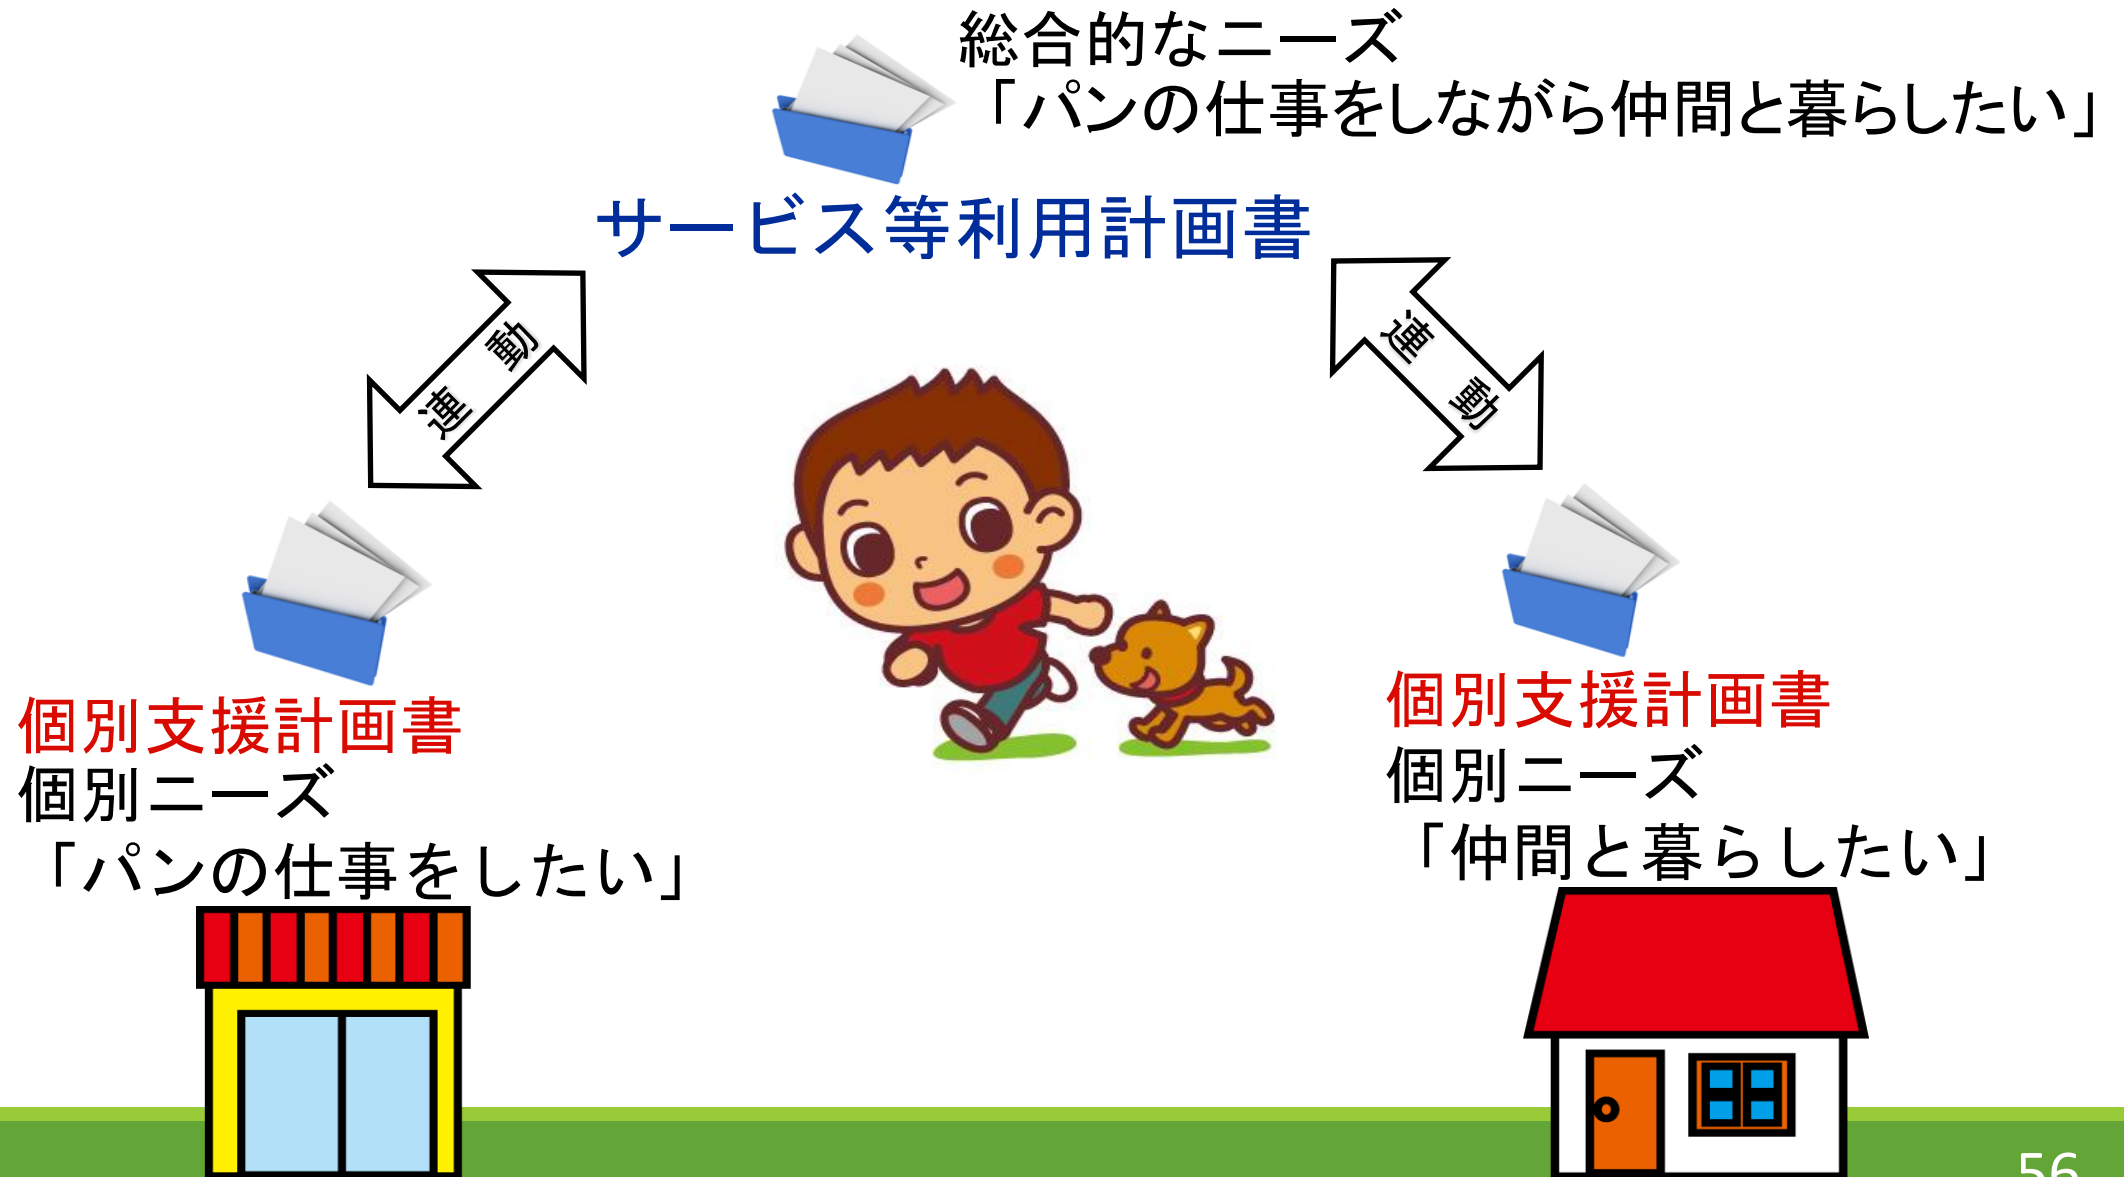 総合的なニーズ
「パンの仕事をしながら仲間と暮らしたい」
サービス等利用計画書
連 動
連 動
個別支援計画書
個別ニーズ
「パンの仕事をしたい」
個別支援計画書
個別ニーズ
「仲間と暮らしたい」
56